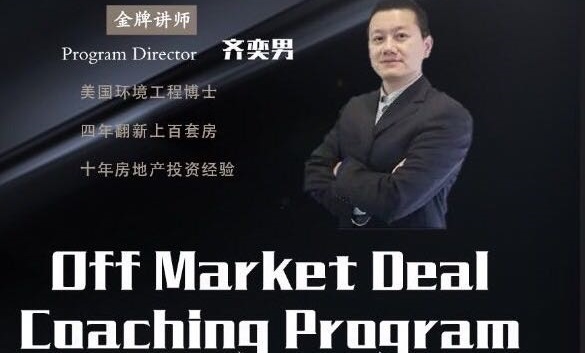 金牌讲师
Program Director 齐奕男
美国环境工程博士
四年翻新上百套房
十年房地产投资经验
Off Market Deal
Coaching Program